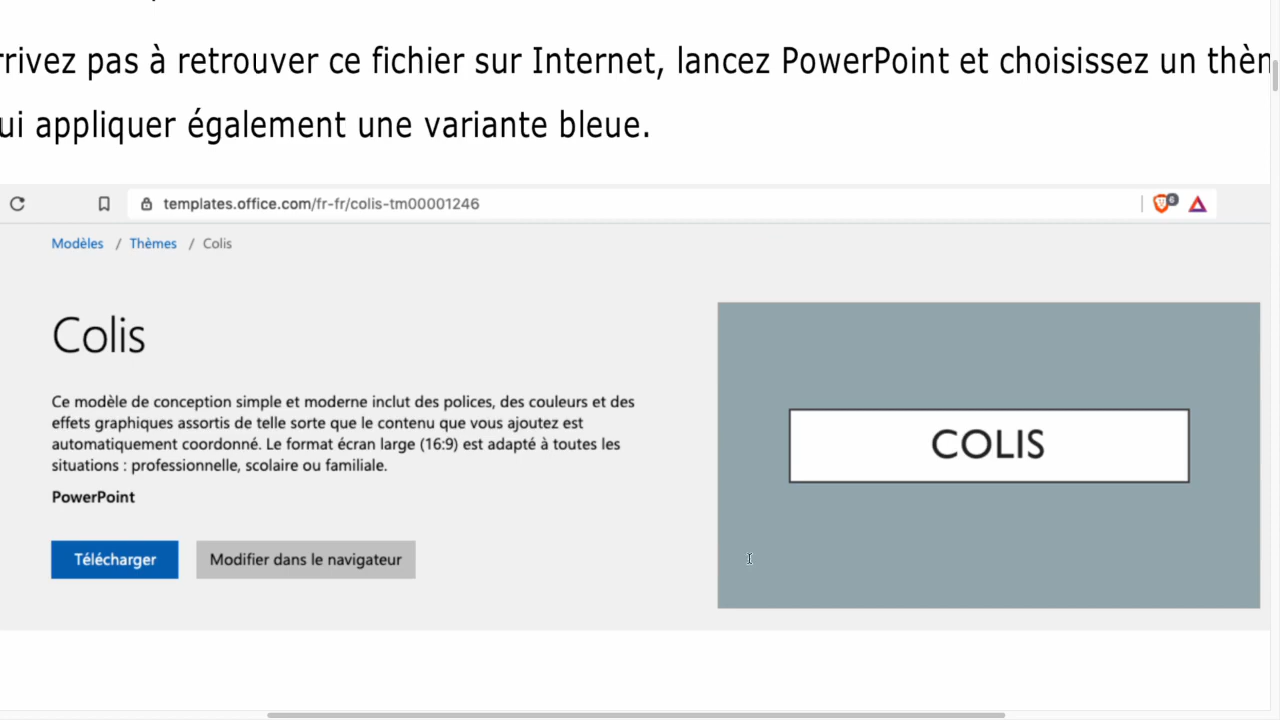 rrivez pas à retrouver ce fichier sur Internet, lancez PowerPoint et choisissez un thèm
ui appliquer également une variante bleue.
templates.office.com/fr-fr/colis-tm00001246
6
Modèles / Thèmes / Colis
Colis
Ce modèle de conception simple et moderne inclut des polices, des couleurs et des
effets graphiques assortis de telle sorte que le contenu que vous ajoutez est
automatiquement coordonné. Le format écran large (16:9) est adapté à toutes les
situations : professionnelle, scolaire ou familiale.
PowerPoint
Télécharger Modifier dans le navigateur
COLIS